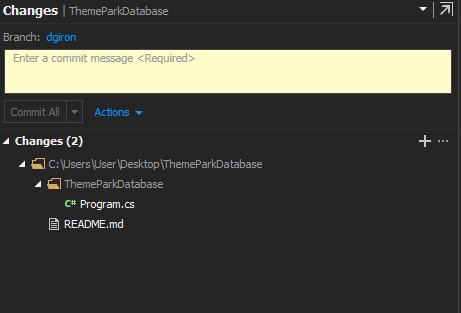 Changes | ThemeParkDatabase
Branch: dgiron
Enter a commit message <Required>
Commit All Actions
Changes (2)
C:\Users\User\Desktop\ThemeParkDatabase
ThemeParkDatabase
C# Program.cs
README.md